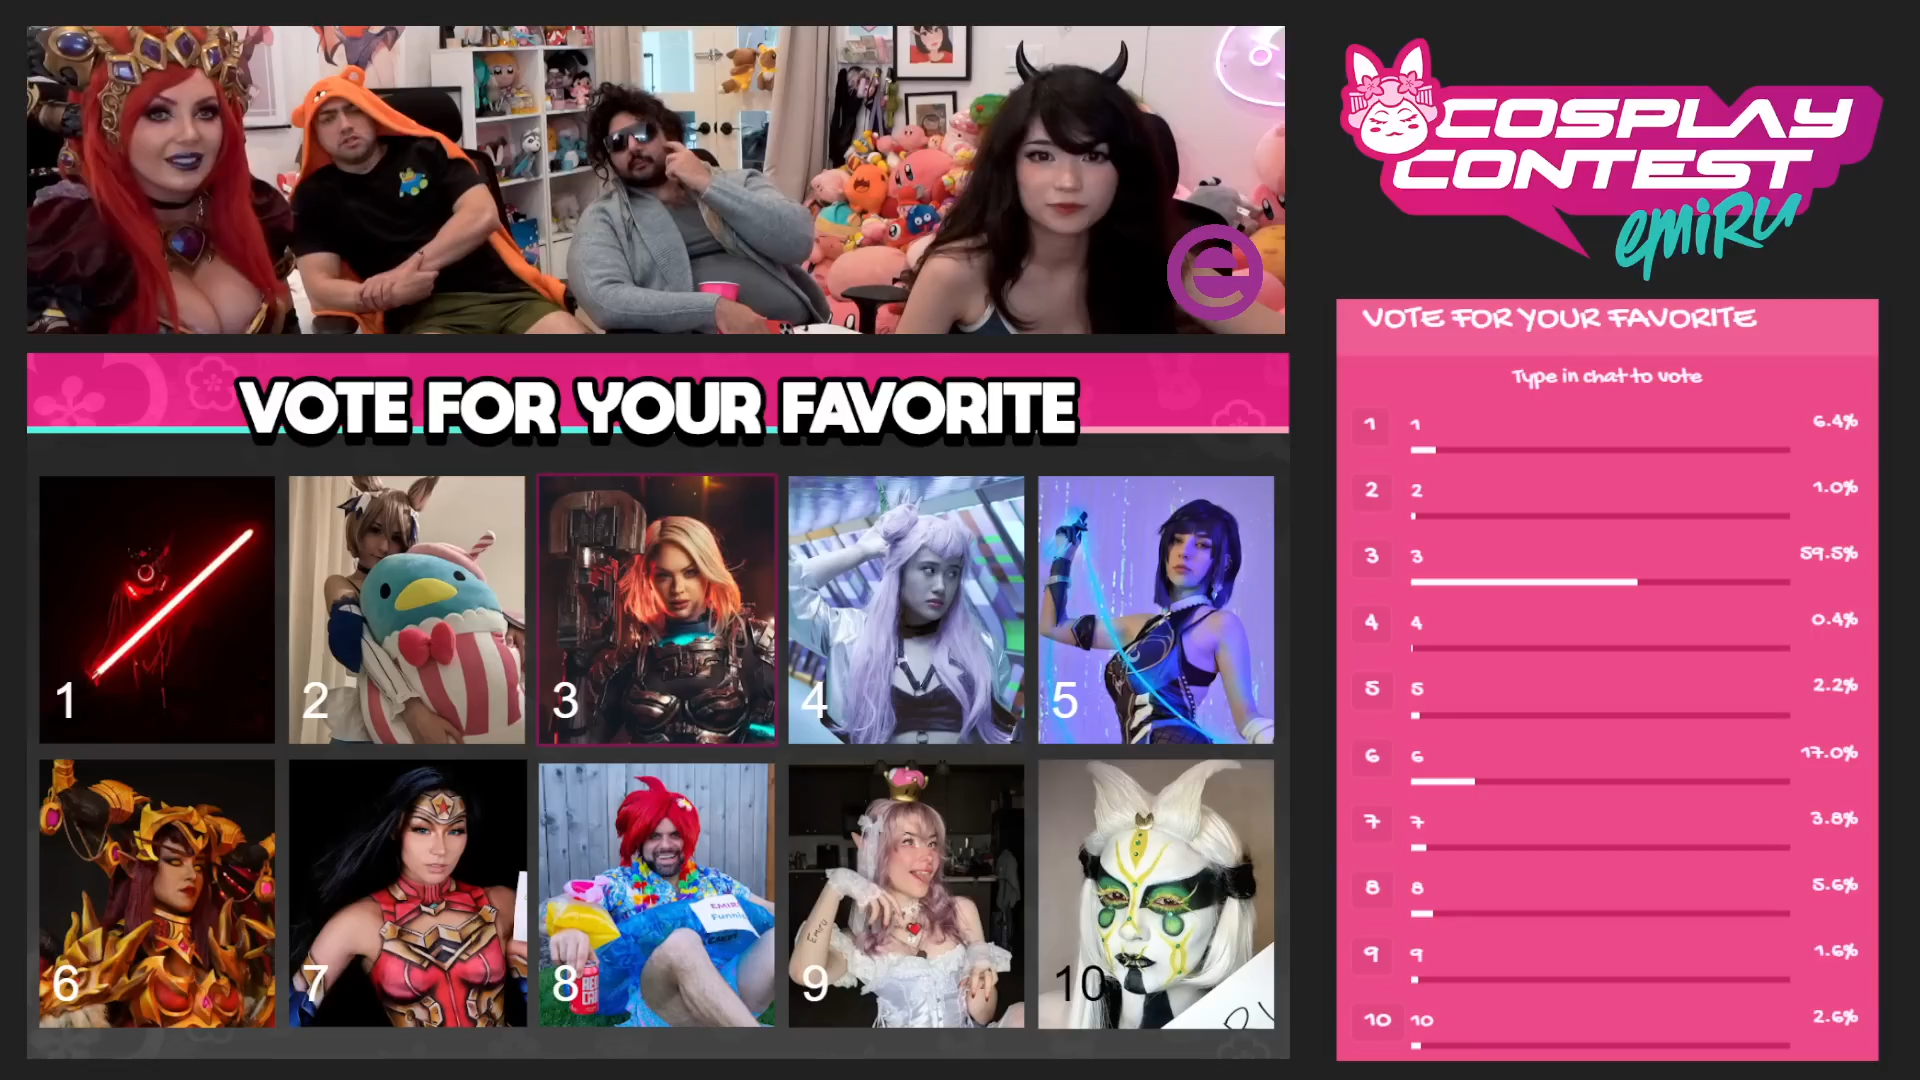 COSPLAY
CONTEST
emiru
e
VOTE FOR YOUR FAVORITE
1
2
3
4
5
6
7
8
9
10
EMIRU
Funnie
VOTE FOR YOUR FAVORITE
Type in chat to vote
1 1 6.4%
2 2 1.0%
3 3 59.5%
4 4 0.4%
5 5 2.2%
6 6 17.0%
7 7 3.8%
8 8 5.6%
9 9 1.6%
10 10 2.6%